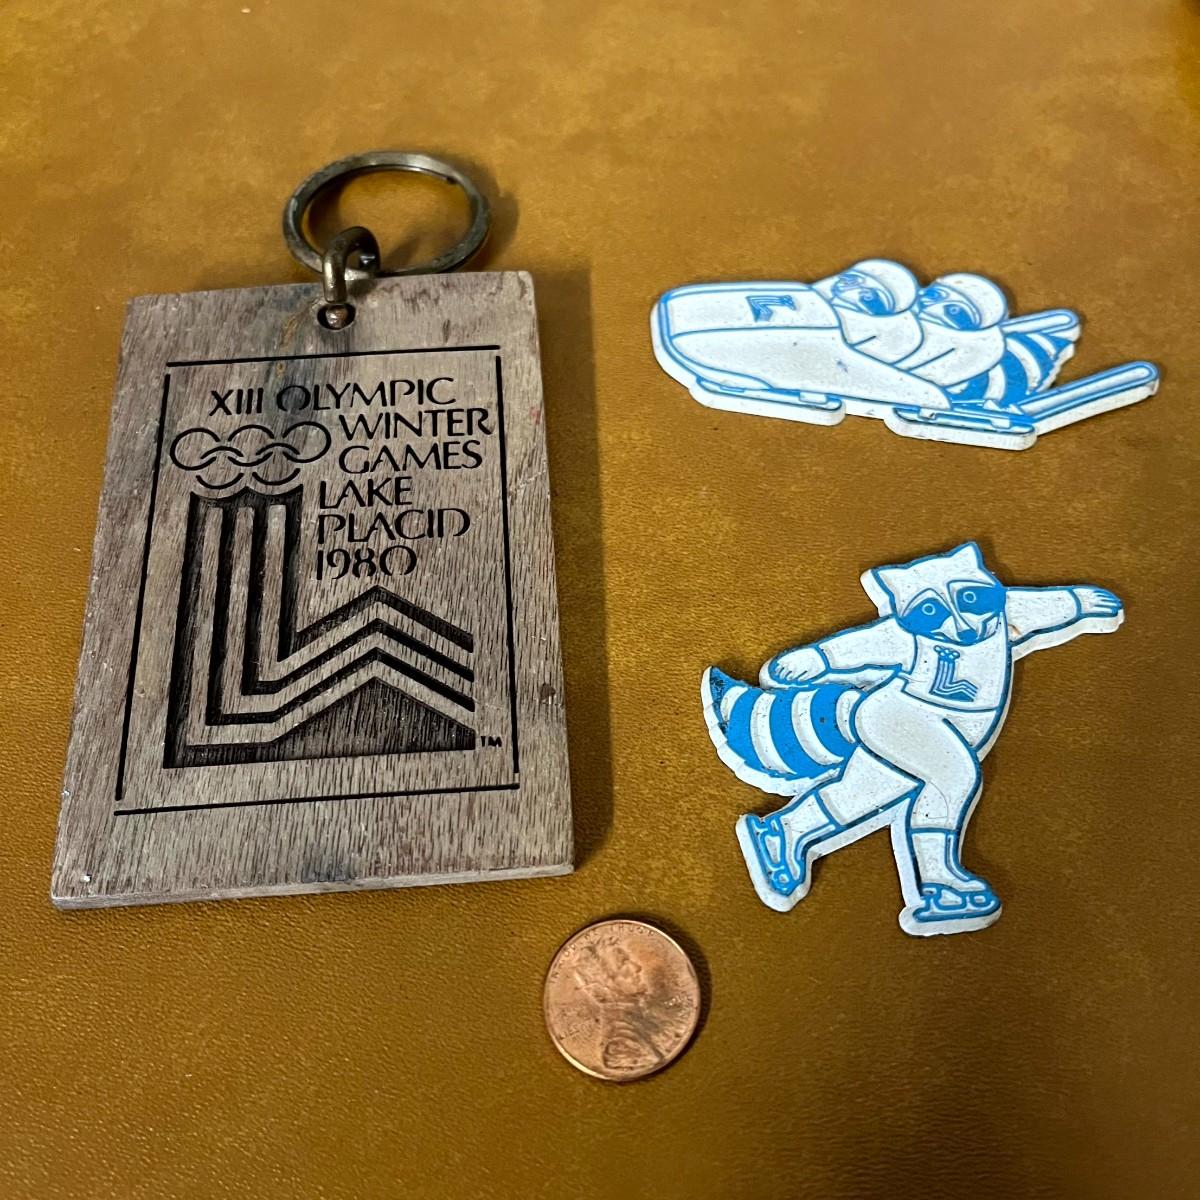 XIII OLYMPIC
WINTER
GAMES
LAKE
PLACID
1980
TM